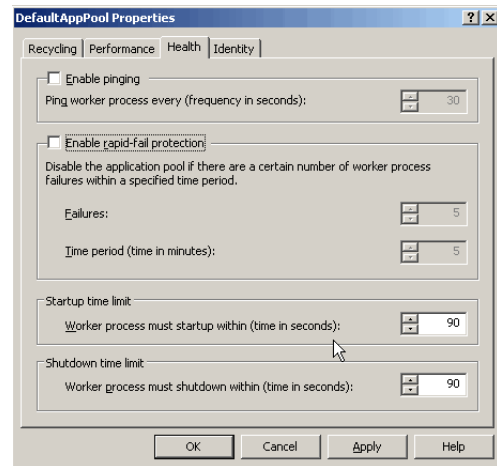 DefaultAppPool Properties
Recycling Performance Health Identity
Enable pinging
Ping worker process every (frequency in seconds): 30
Enable rapid-fail protection
Disable the application pool if there are a certain number of worker process
failures within a specified time period.
Failures: 5
Time period (time in minutes): 5
Startup time limit
Worker process must startup within (time in seconds): 90
Shutdown time limit
Worker process must shutdown within (time in seconds): 90
OK Cancel Apply Help